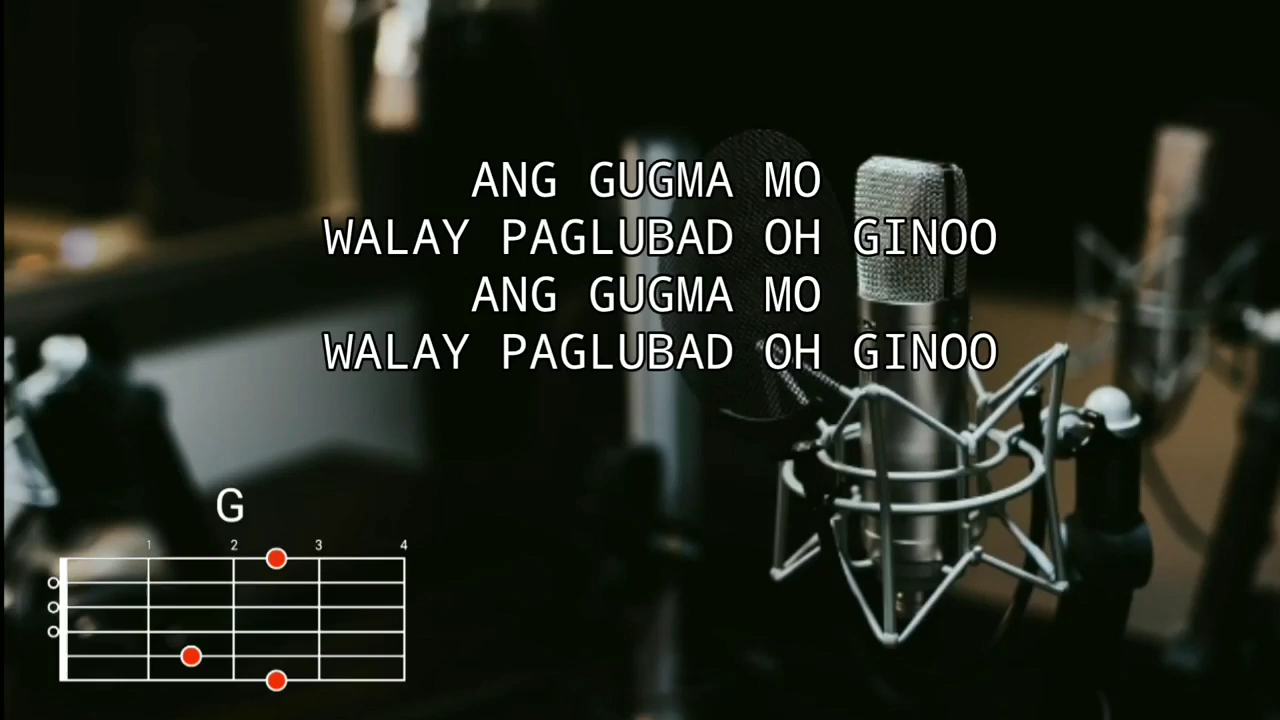 ANG GUGMA MO
WALAY PAGLUBAD OH GINOO
ANG GUGMA MO
WALAY PAGLUBAD OH GINOO
G
1 2 3 4